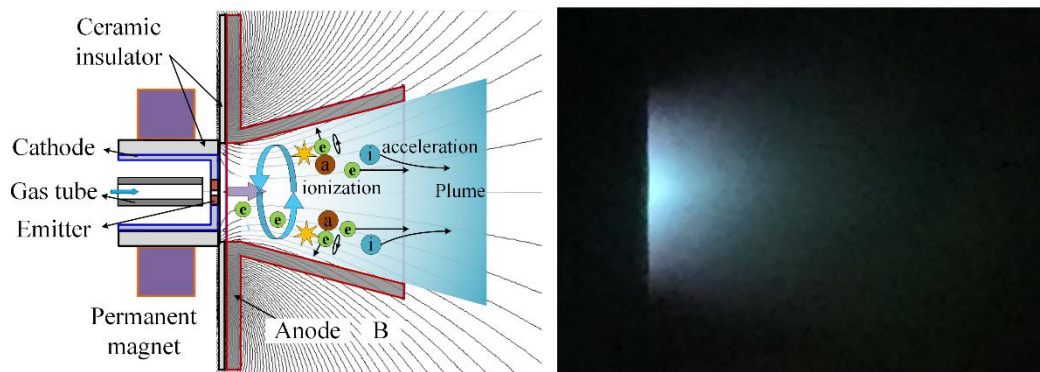 Ceramic
insulator
Cathode
Gas tube
Emitter
Permanent
magnet
Anode
B
acceleration
ionization
Plume
e
i
a
e
e
e
a
e
e
i